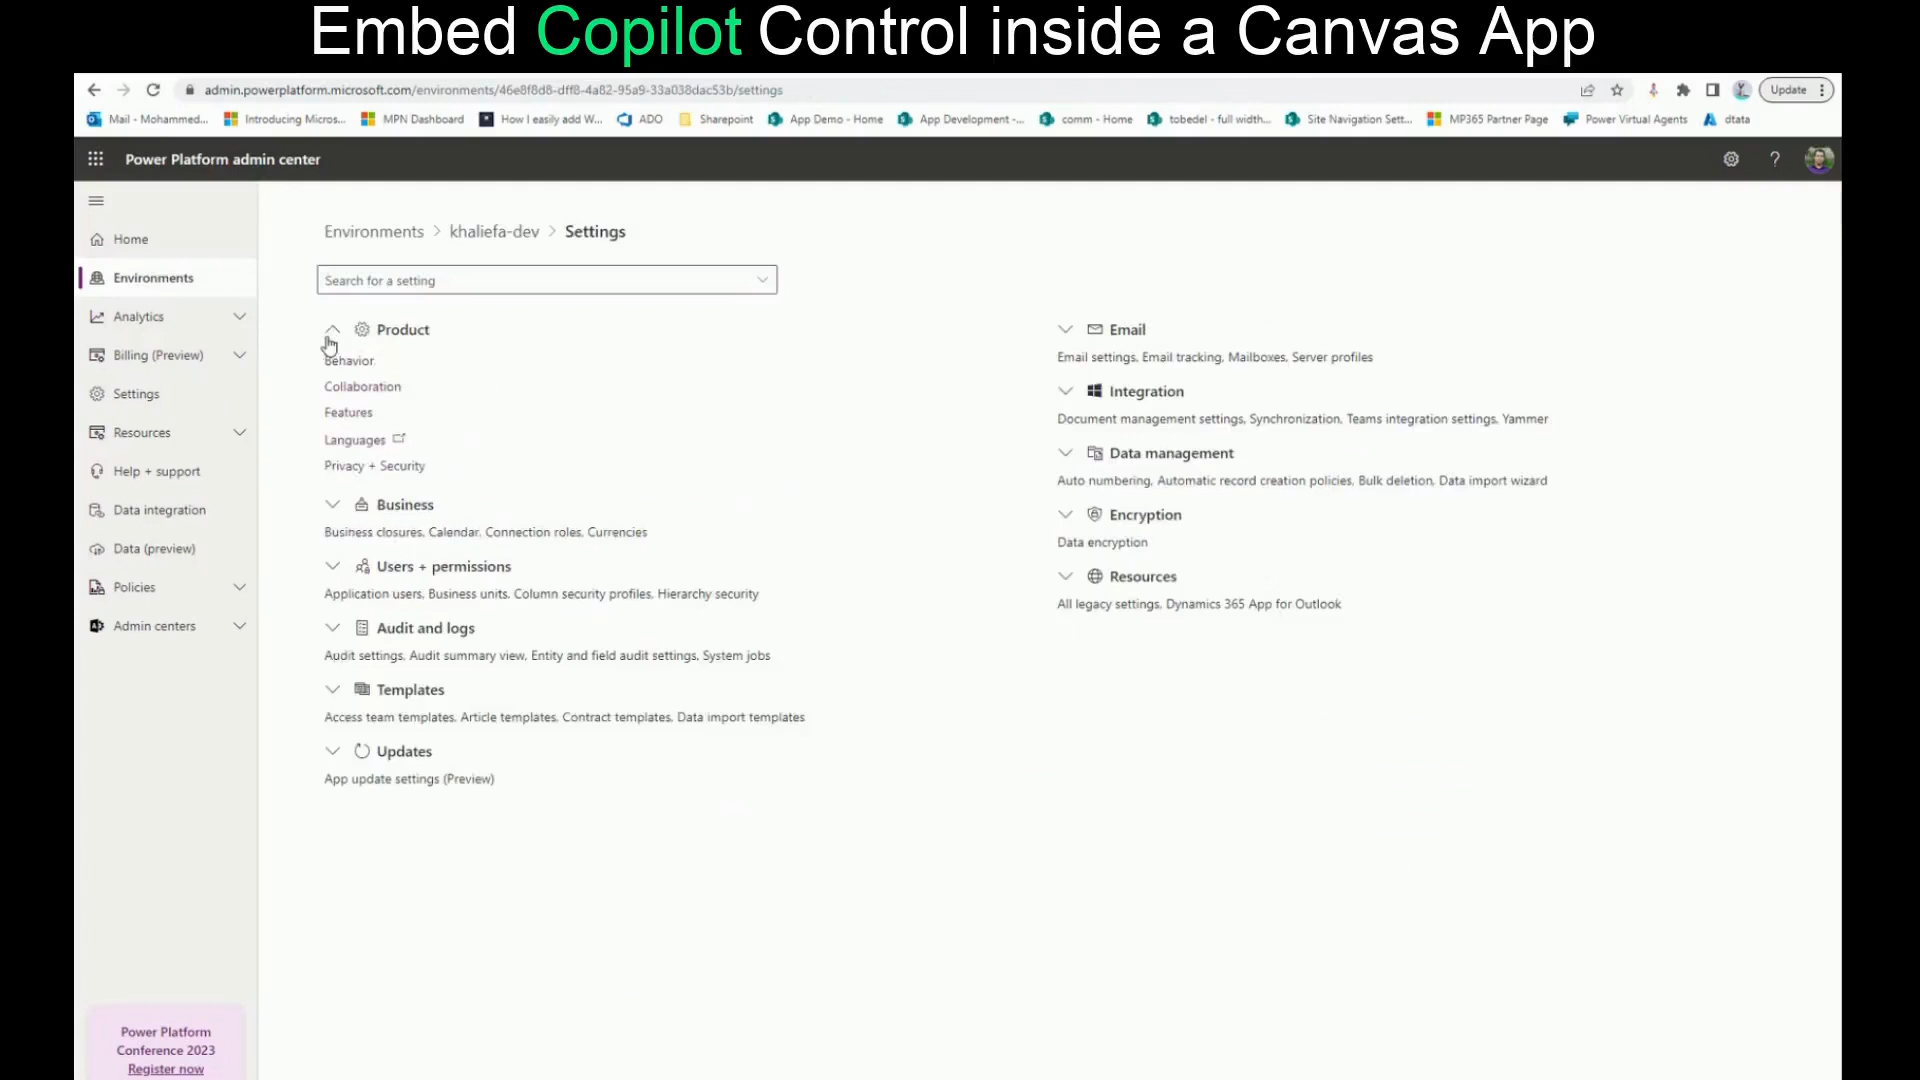 Embed Copilot Control inside a Canvas App
admin.powerplatform.microsoft.com/environments/46e8f8d8-dff8-4a82-95a9-33a038dac53b/settings
Update
Mail - Mohammed... Introducing Micros... MPN Dashboard How I easily add W... ADO Sharepoint App Demo - Home App Development -... comm - Home tobedel - full width... Site Navigation Sett... MP365 Partner Page Power Virtual Agents dtata
Power Platform admin center
Home
Environments
Analytics
Billing (Preview)
Settings
Resources
Help + support
Data integration
Data (preview)
Policies
Admin centers
Power Platform
Conference 2023
Register now
Environments > khaliefa-dev > Settings
Search for a setting
Product
Behavior
Collaboration
Features
Languages
Privacy + Security
Business
Business closures, Calendar, Connection roles, Currencies
Users + permissions
Application users, Business units, Column security profiles, Hierarchy security
Audit and logs
Audit settings, Audit summary view, Entity and field audit settings, System jobs
Templates
Access team templates, Article templates, Contract templates, Data import templates
Updates
App update settings (Preview)
Email
Email settings, Email tracking, Mailboxes, Server profiles
Integration
Document management settings, Synchronization, Teams integration settings, Yammer
Data management
Auto numbering, Automatic record creation policies, Bulk deletion, Data import wizard
Encryption
Data encryption
Resources
All legacy settings, Dynamics 365 App for Outlook